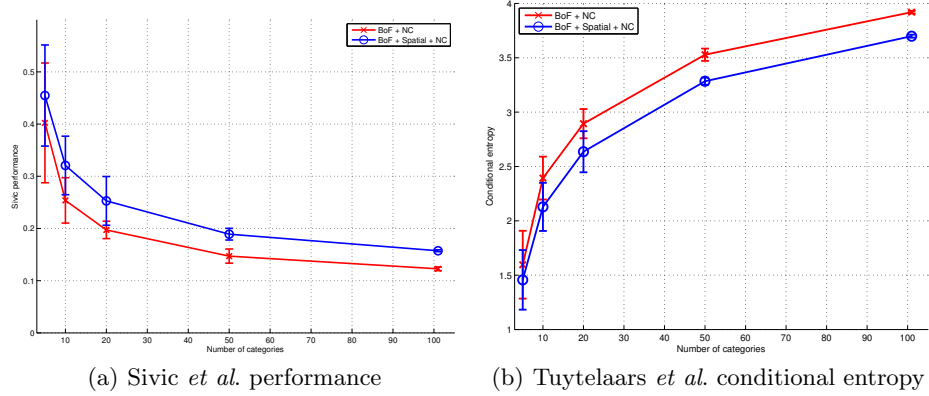 BoF + NC
BoF + Spatial + NC
0.5
0.4
0.3
0.2
0.1
0
Sivic performance
10 20 30 40 50 60 70 80 90 100
Number of categories
(a) Sivic et al. performance
BoF + NC
BoF + Spatial + NC
4
3.5
3
2.5
2
1.5
1
Conditional entropy
10 20 30 40 50 60 70 80 90 100
Number of categories
(b) Tuytelaars et al. conditional entropy